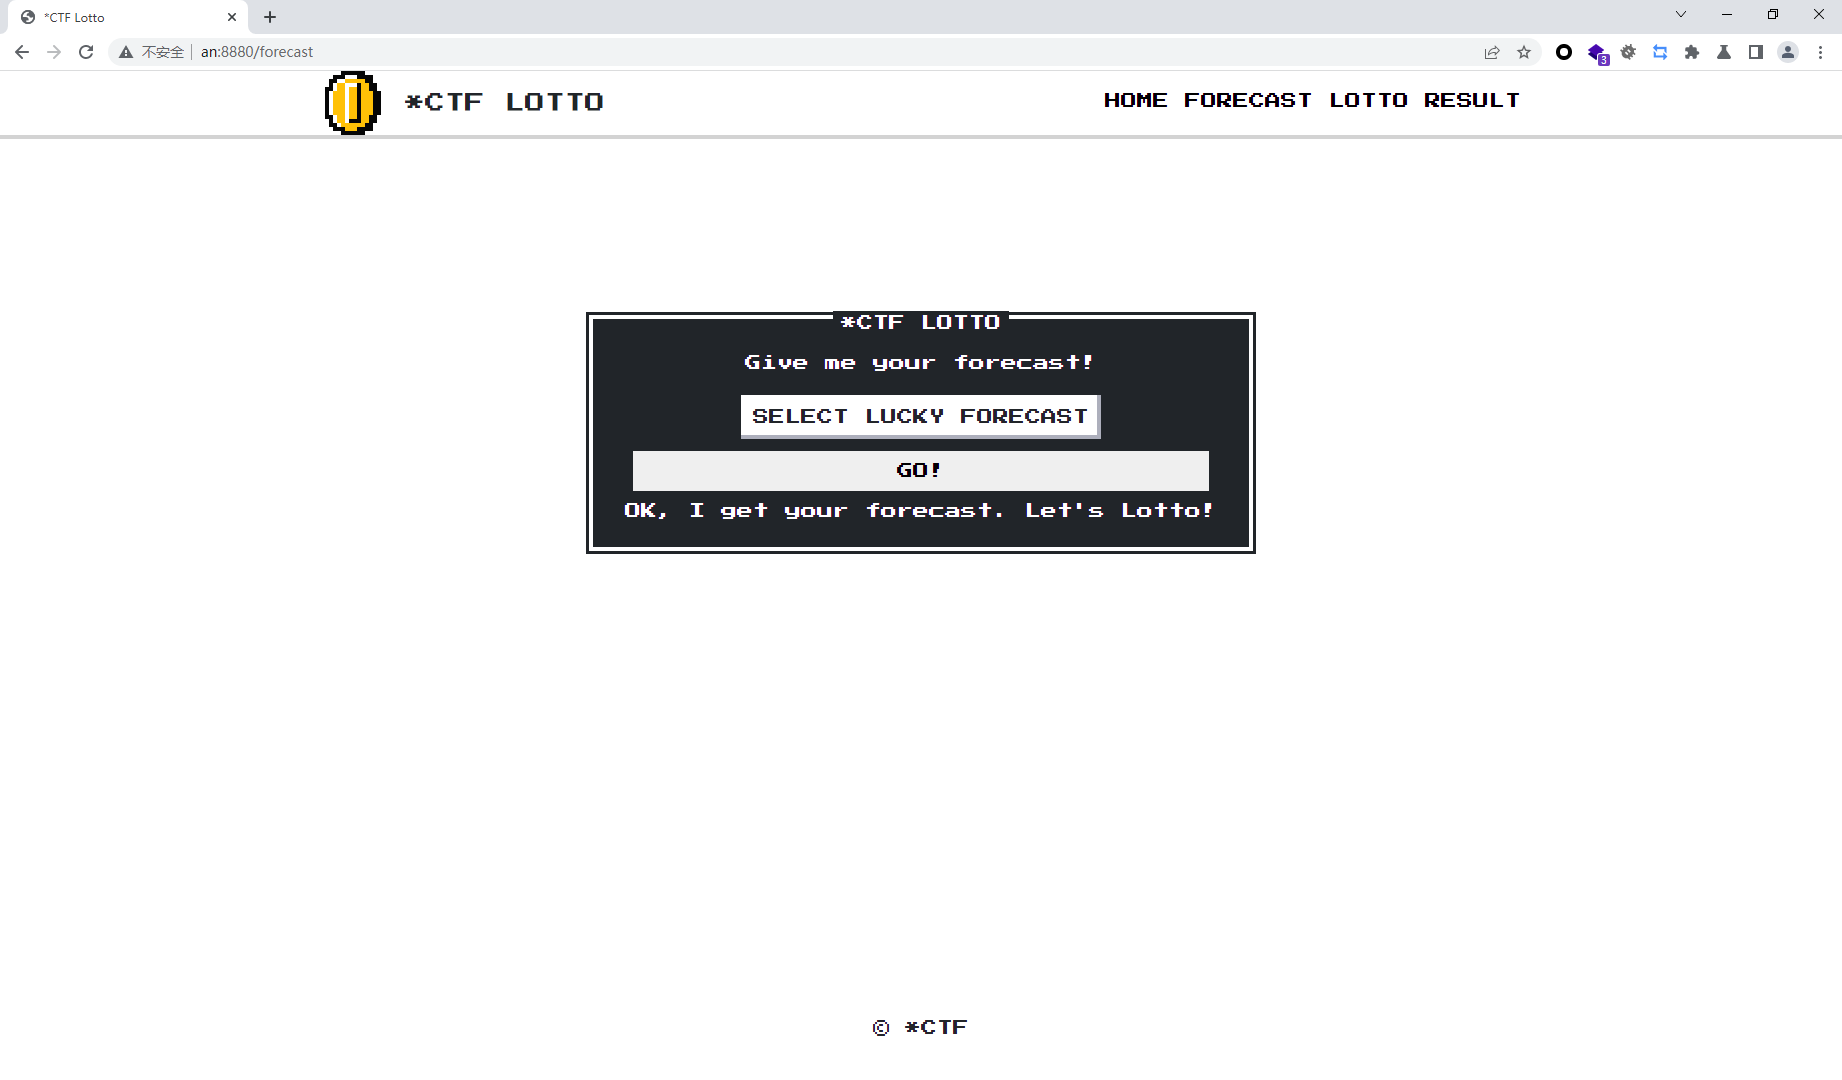 *CTF Lotto
不安全 | an:8880/forecast
3
*CTF LOTTO
HOME FORECAST LOTTO RESULT
*CTF LOTTO
Give me your forecast!
SELECT LUCKY FORECAST
GO!
OK, I get your forecast. Let's Lotto!
© *CTF